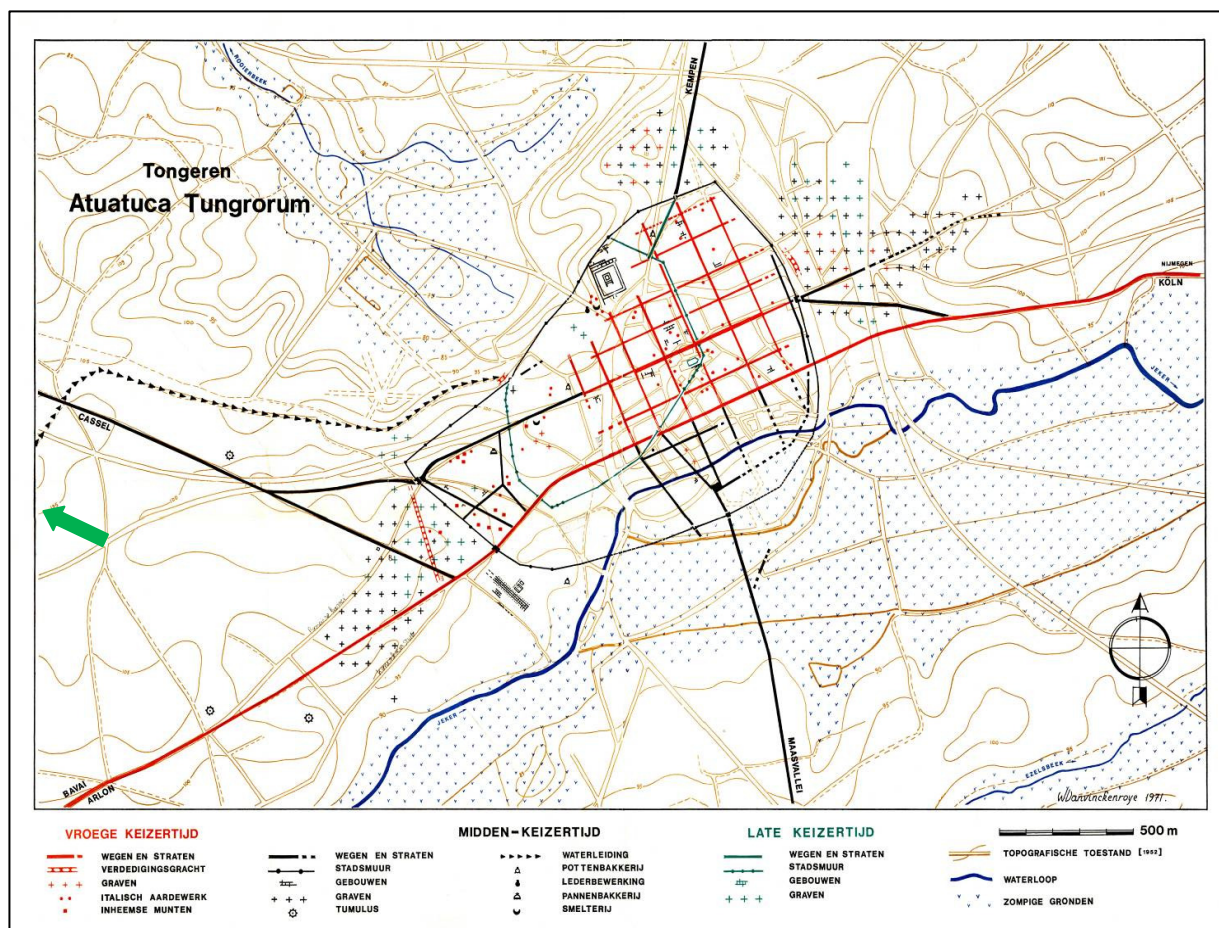 Tongeren
Atuatuca Tungrorum
ROOIERBEEK
KEMPEN
NIJMEGEN
KÖLN
JEKER
CASSEL
JEKER
MAASVALLEI
BAVAI
ARLON
EZELSBEEK
WVanvinckenroye 1971.
VROEGE KEIZERTIJD
WEGEN EN STRATEN
VERDEDIGINGSGRACHT
GRAVEN
ITALISCH AARDEWERK
INHEEMSE MUNTEN
MIDDEN-KEIZERTIJD
WEGEN EN STRATEN
STADSMUUR
GEBOUWEN
GRAVEN
TUMULUS
WATERLEIDING
POTTENBAKKERIJ
LEDERBEWERKING
PANNENBAKKERIJ
SMELTERIJ
LATE KEIZERTIJD
WEGEN EN STRATEN
STADSMUUR
GEBOUWEN
GRAVEN
500 m
TOPOGRAFISCHE TOESTAND [1952]
WATERLOOP
ZOMPIGE GRONDEN